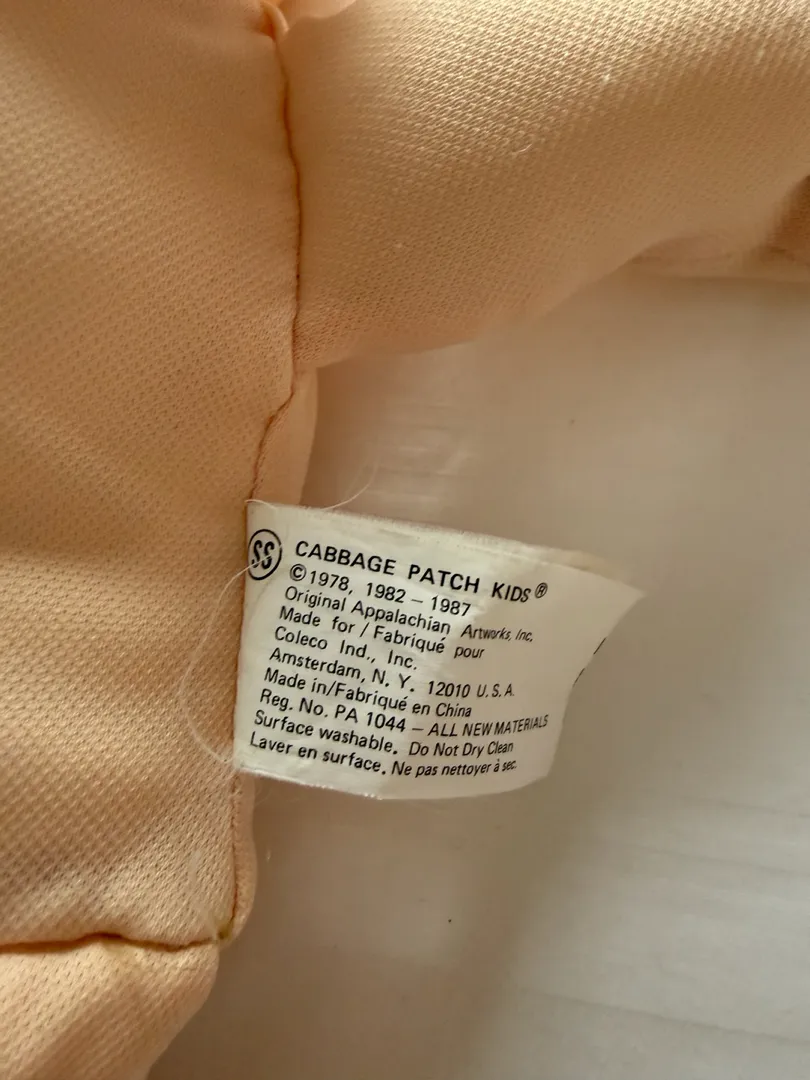 SS CABBAGE PATCH KIDS®
©1978, 1982 – 1987
Original Appalachian Artworks, Inc.
Made for / Fabriqué pour
Coleco Ind., Inc.
Amsterdam, N. Y. 12010 U.S.A.
Made in/Fabriqué en China
Reg. No. PA 1044 – ALL NEW MATERIALS
Surface washable. Do Not Dry Clean
Laver en surface. Ne pas nettoyer à sec.